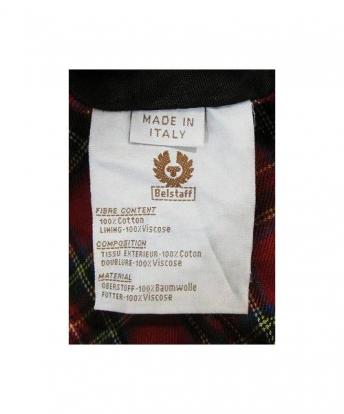 MADE IN
ITALY
Belstaff
FIBRE CONTENT
100%Cotton
LINING-100%Viscose
COMPOSITION
TISSU EXTERIEUR-100%Coton
DOUBLURE-100%Viscose
MATERIAL
OBERSTOFF-100%Baumwolle
FUTTER-100%Viscose